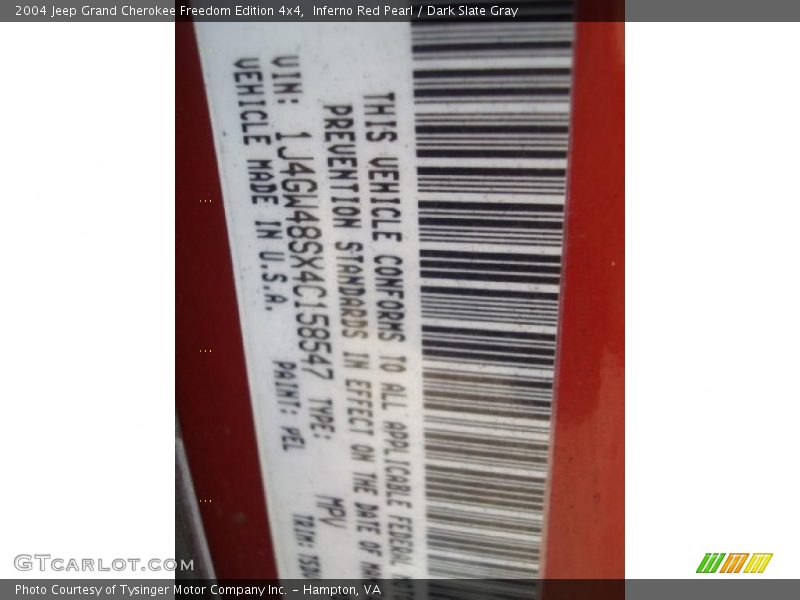 2004 Jeep Grand Cherokee Freedom Edition 4x4,  Inferno Red Pearl / Dark Slate Gray
THIS VEHICLE CONFORMS TO ALL APPLICABLE FEDERAL
PREVENTION STANDARDS IN EFFECT ON THE DATE OF
VIN: 1J4GW48SX4C158547 TYPE: MPV
VEHICLE MADE IN U.S.A. PAINT: PEL TRIM:
GTCarlot.com
Photo Courtesy of Tysinger Motor Company Inc. – Hampton, VA